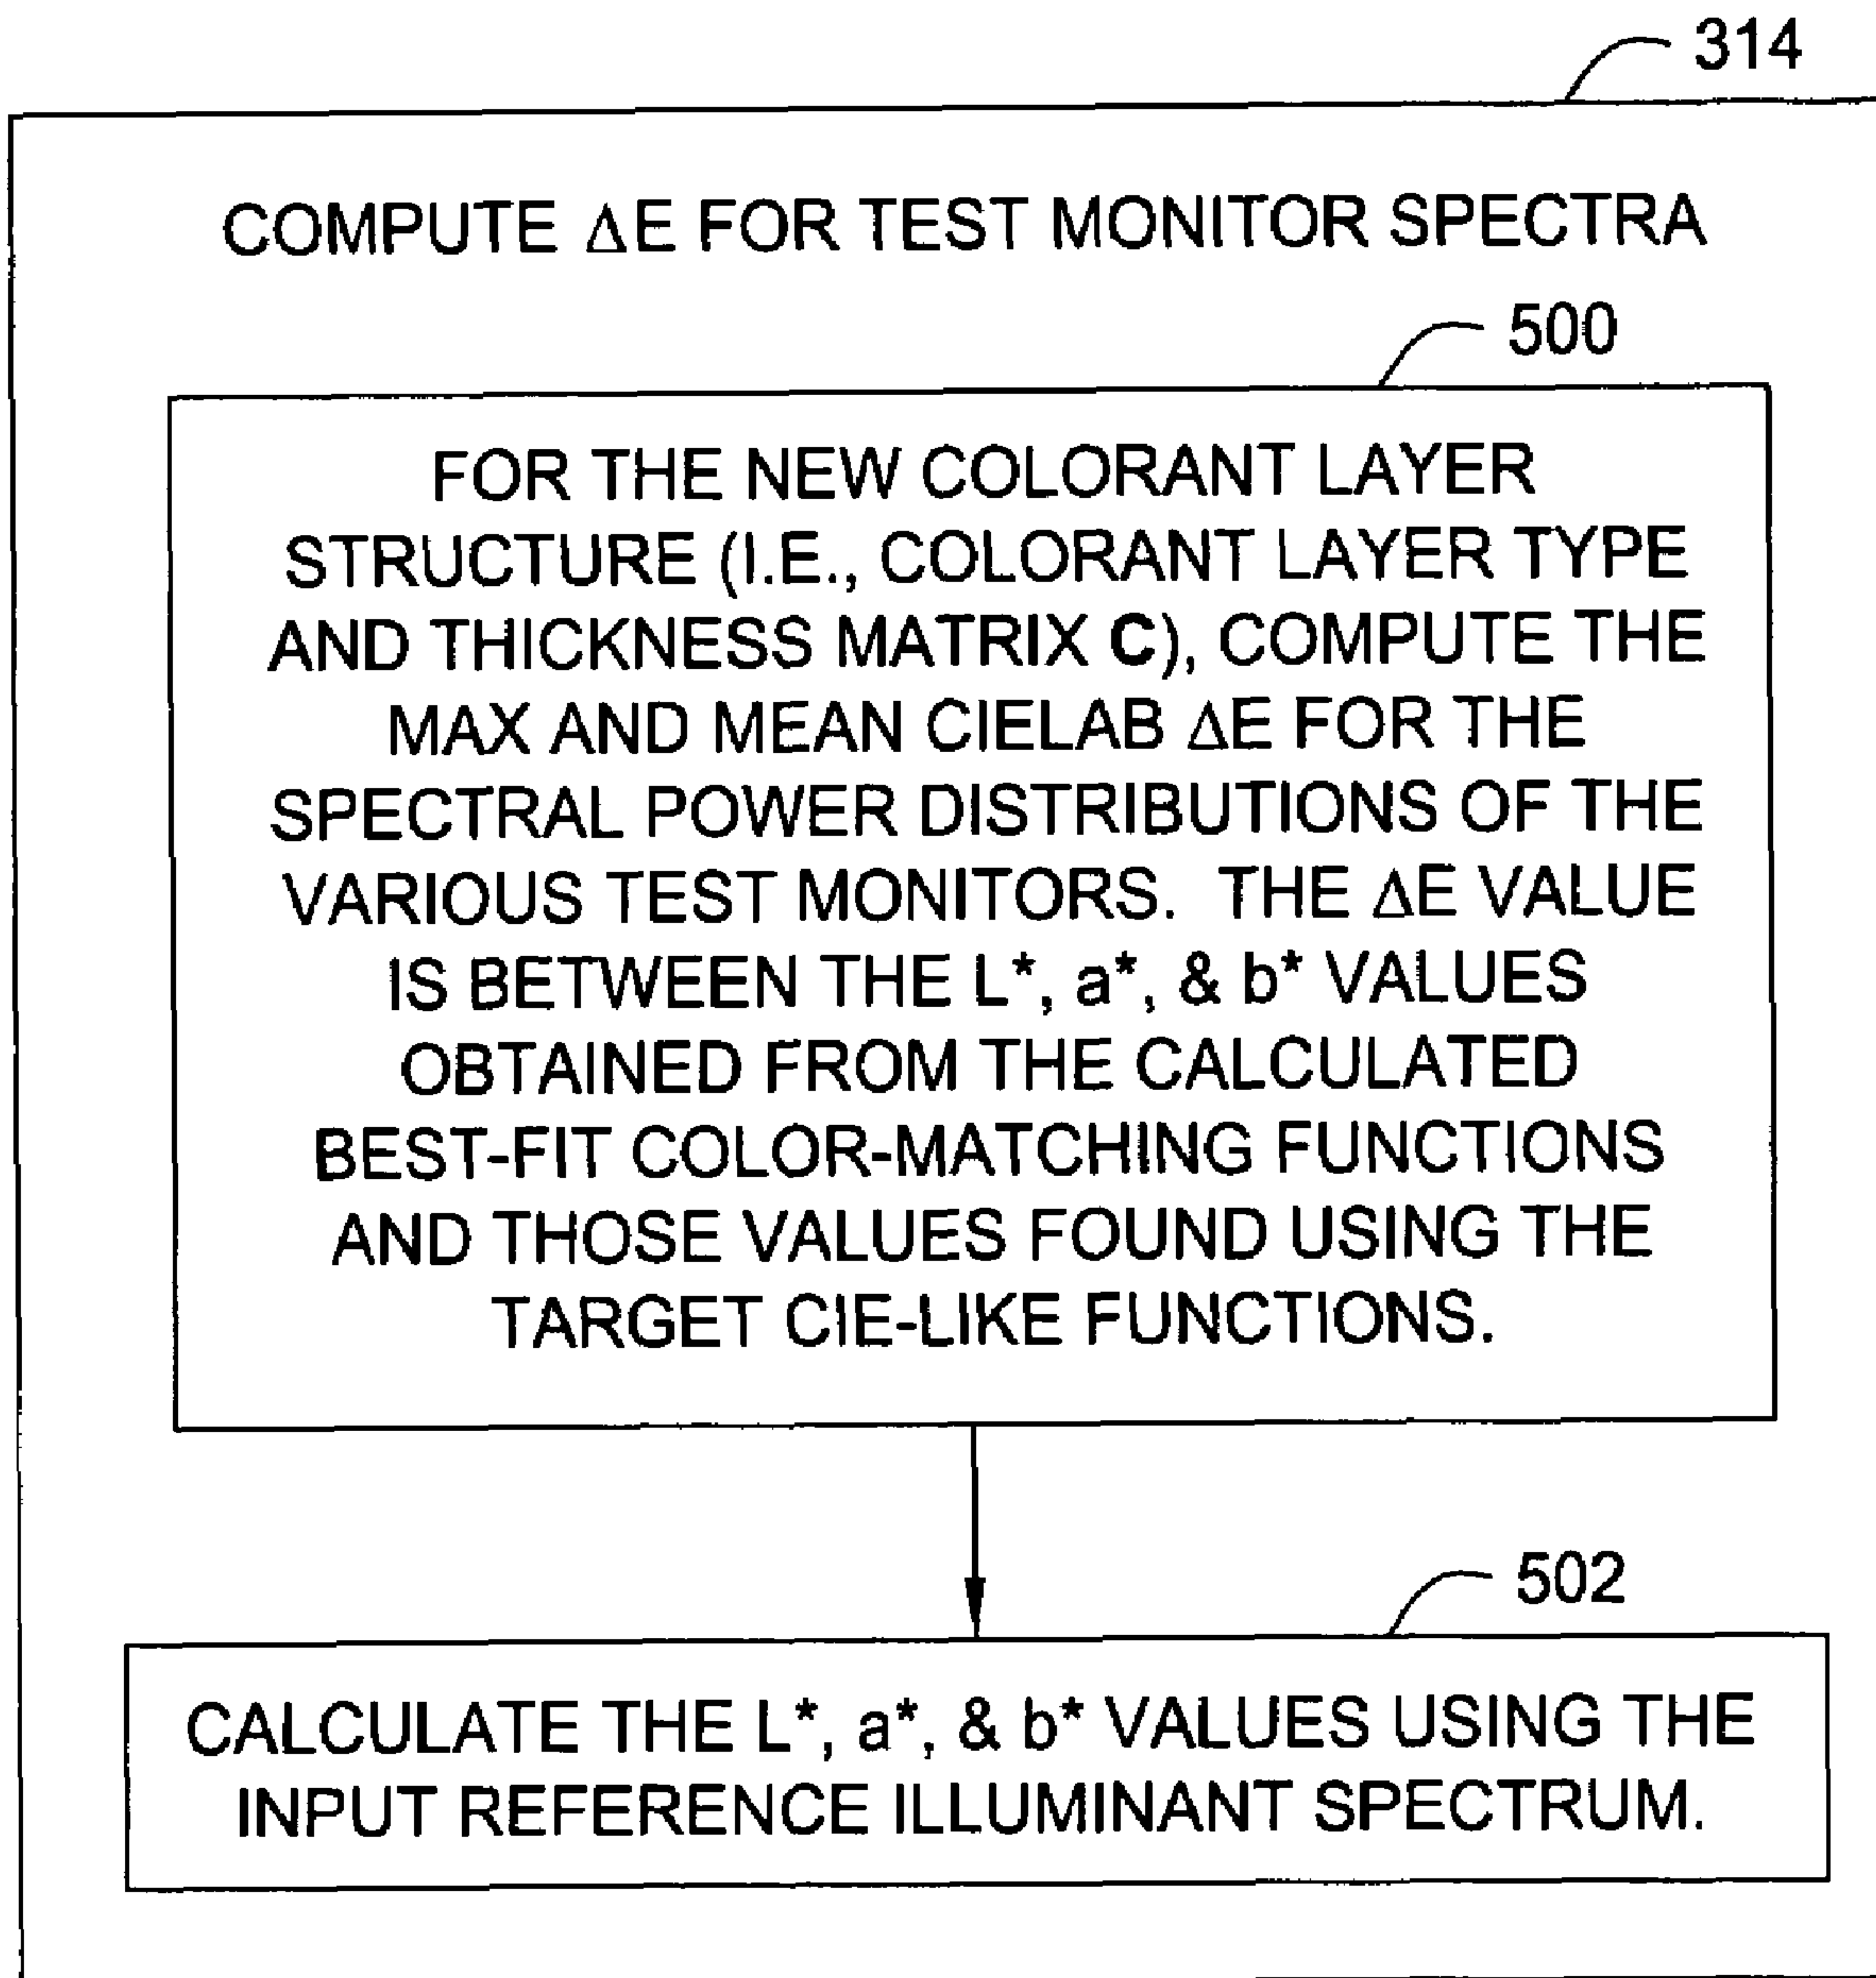 314
COMPUTE ΔE FOR TEST MONITOR SPECTRA
500
FOR THE NEW COLORANT LAYER
STRUCTURE (I.E., COLORANT LAYER TYPE
AND THICKNESS MATRIX C), COMPUTE THE
MAX AND MEAN CIELAB ΔE FOR THE
SPECTRAL POWER DISTRIBUTIONS OF THE
VARIOUS TEST MONITORS. THE ΔE VALUE
IS BETWEEN THE L*, a*, & b* VALUES
OBTAINED FROM THE CALCULATED
BEST-FIT COLOR-MATCHING FUNCTIONS
AND THOSE VALUES FOUND USING THE
TARGET CIE-LIKE FUNCTIONS.
502
CALCULATE THE L*, a*, & b* VALUES USING THE
INPUT REFERENCE ILLUMINANT SPECTRUM.